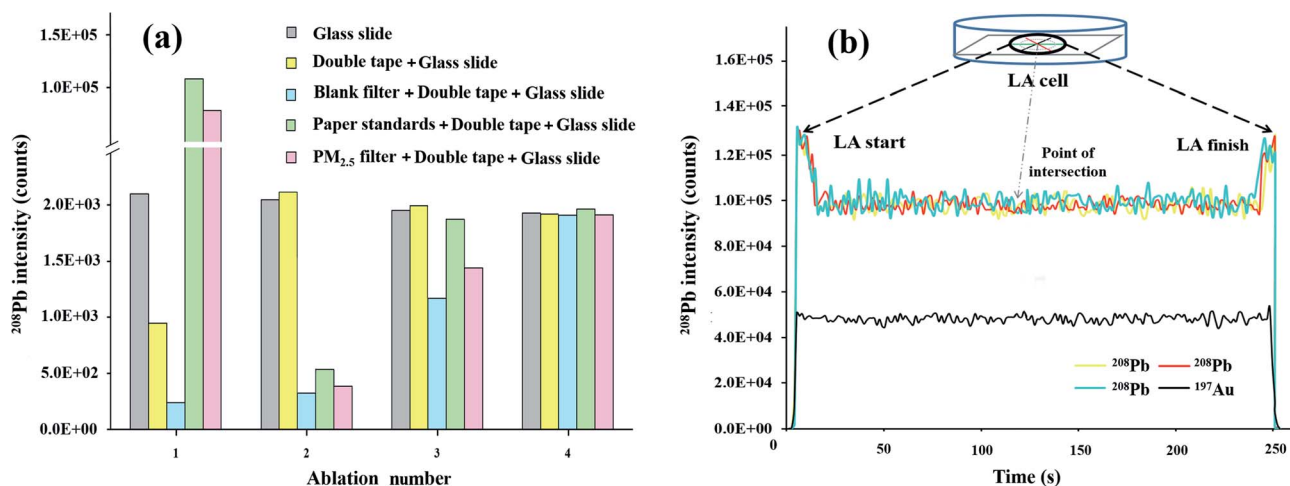 (a)
Glass slide
Double tape + Glass slide
Blank filter + Double tape + Glass slide
Paper standards + Double tape + Glass slide
PM2.5 filter + Double tape + Glass slide
208Pb intensity (counts)
1.5E+05
1.0E+05
2.0E+03
1.5E+03
1.0E+03
5.0E+02
0.0E+00
1 2 3 4
Ablation number
(b)
LA cell
LA start
LA finish
Point of
intersection
208Pb intensity (counts)
1.6E+05
1.4E+05
1.2E+05
1.0E+05
8.0E+04
6.0E+04
4.0E+04
2.0E+04
0.0E+00
208Pb 208Pb
208Pb 197Au
0 50 100 150 200 250
Time (s)